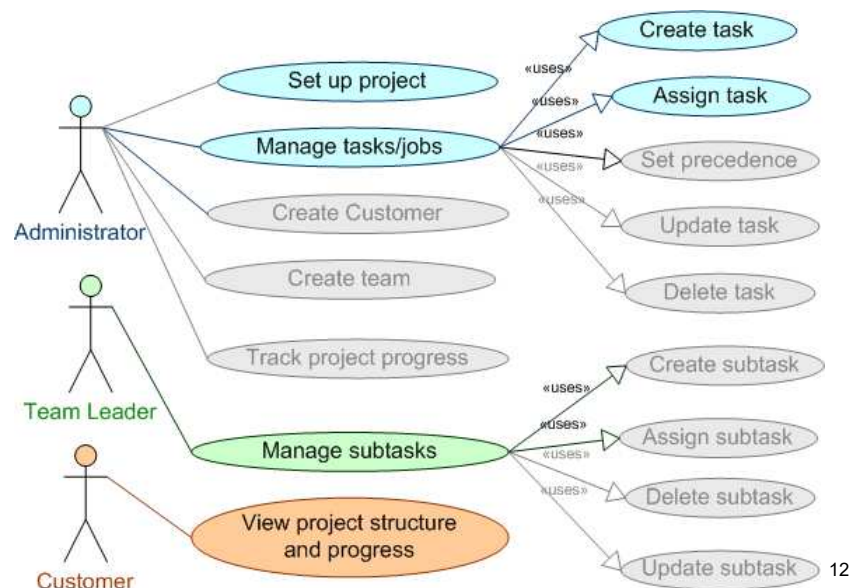 Create task
«uses»
Set up project
«uses»
Assign task
«uses»
Manage tasks/jobs
Set precedence
«uses»
«uses»
Create Customer
Update task
Administrator
Create team
Delete task
Track project progress
Create subtask
«uses»
Team Leader
«uses»
Assign subtask
Manage subtasks
«uses»
«uses»
Delete subtask
View project structure
and progress
Update subtask
12
Customer